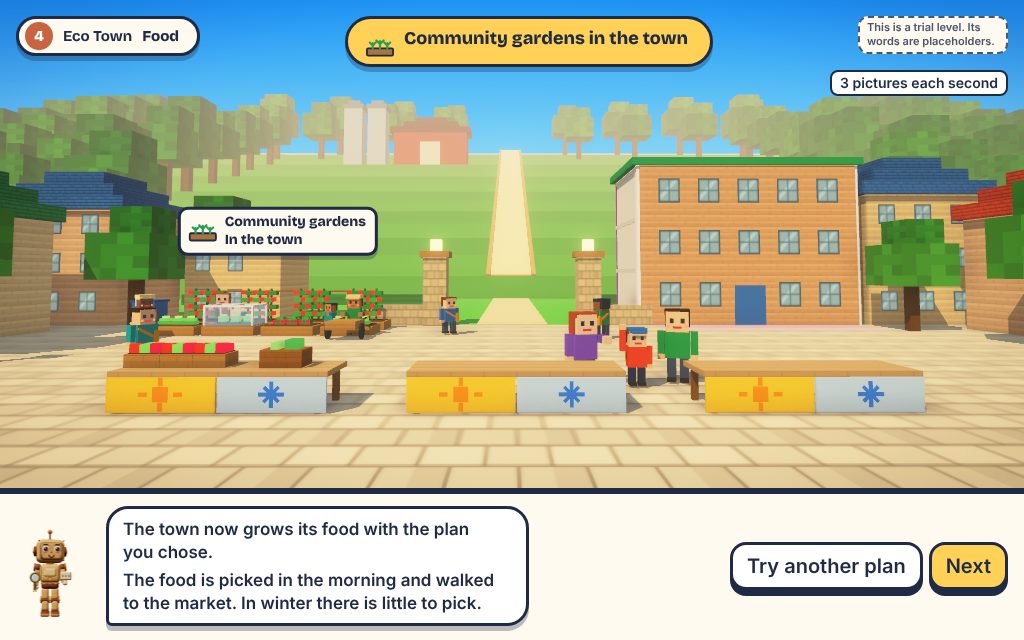 4 Eco Town Food
Community gardens in the town
This is a trial level. Its
words are placeholders.
3 pictures each second
Community gardens
In the town
The town now grows its food with the plan
you chose.
The food is picked in the morning and walked
to the market. In winter there is little to pick.
Try another plan
Next